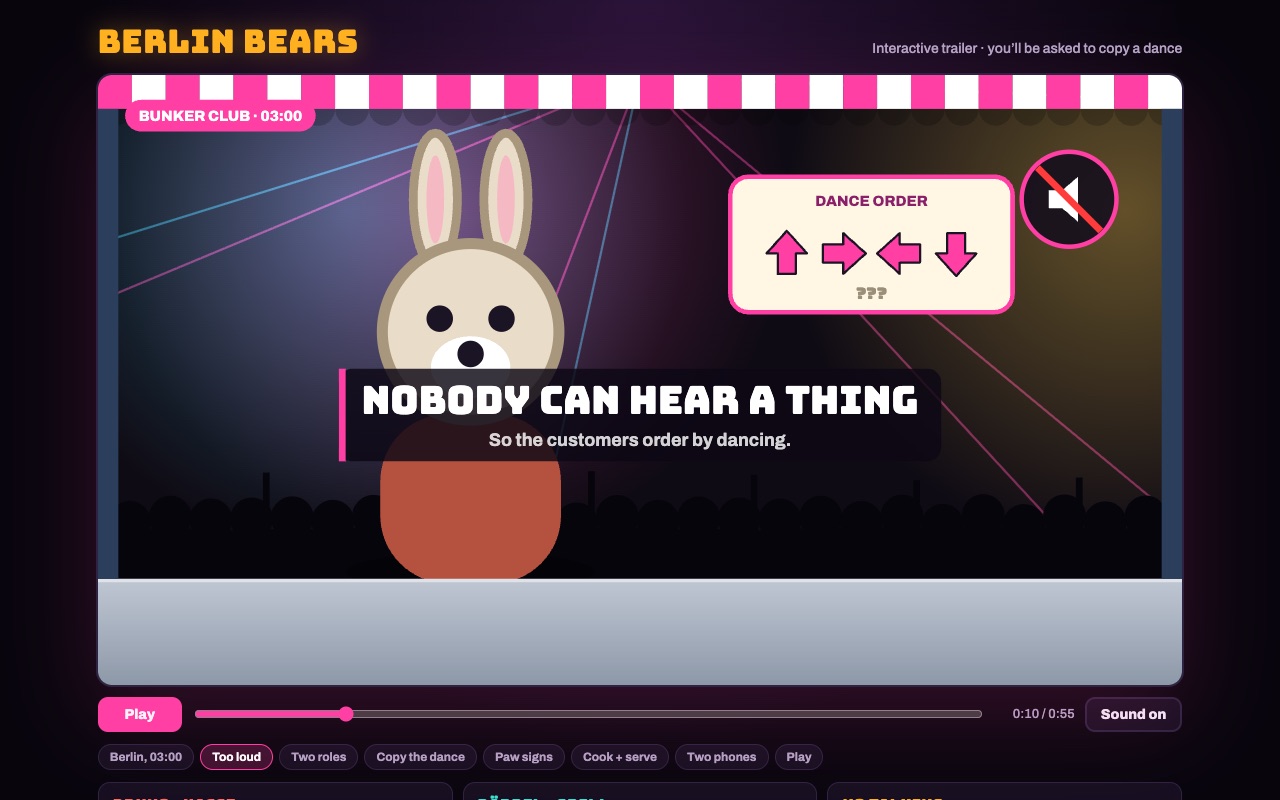 BERLIN BEARS
Interactive trailer · you'll be asked to copy a dance
BUNKER CLUB · 03:00
DANCE ORDER
???
NOBODY CAN HEAR A THING
So the customers order by dancing.
Play
0:10 / 0:55
Sound on
Berlin, 03:00
Too loud
Two roles
Copy the dance
Paw signs
Cook + serve
Two phones
Play